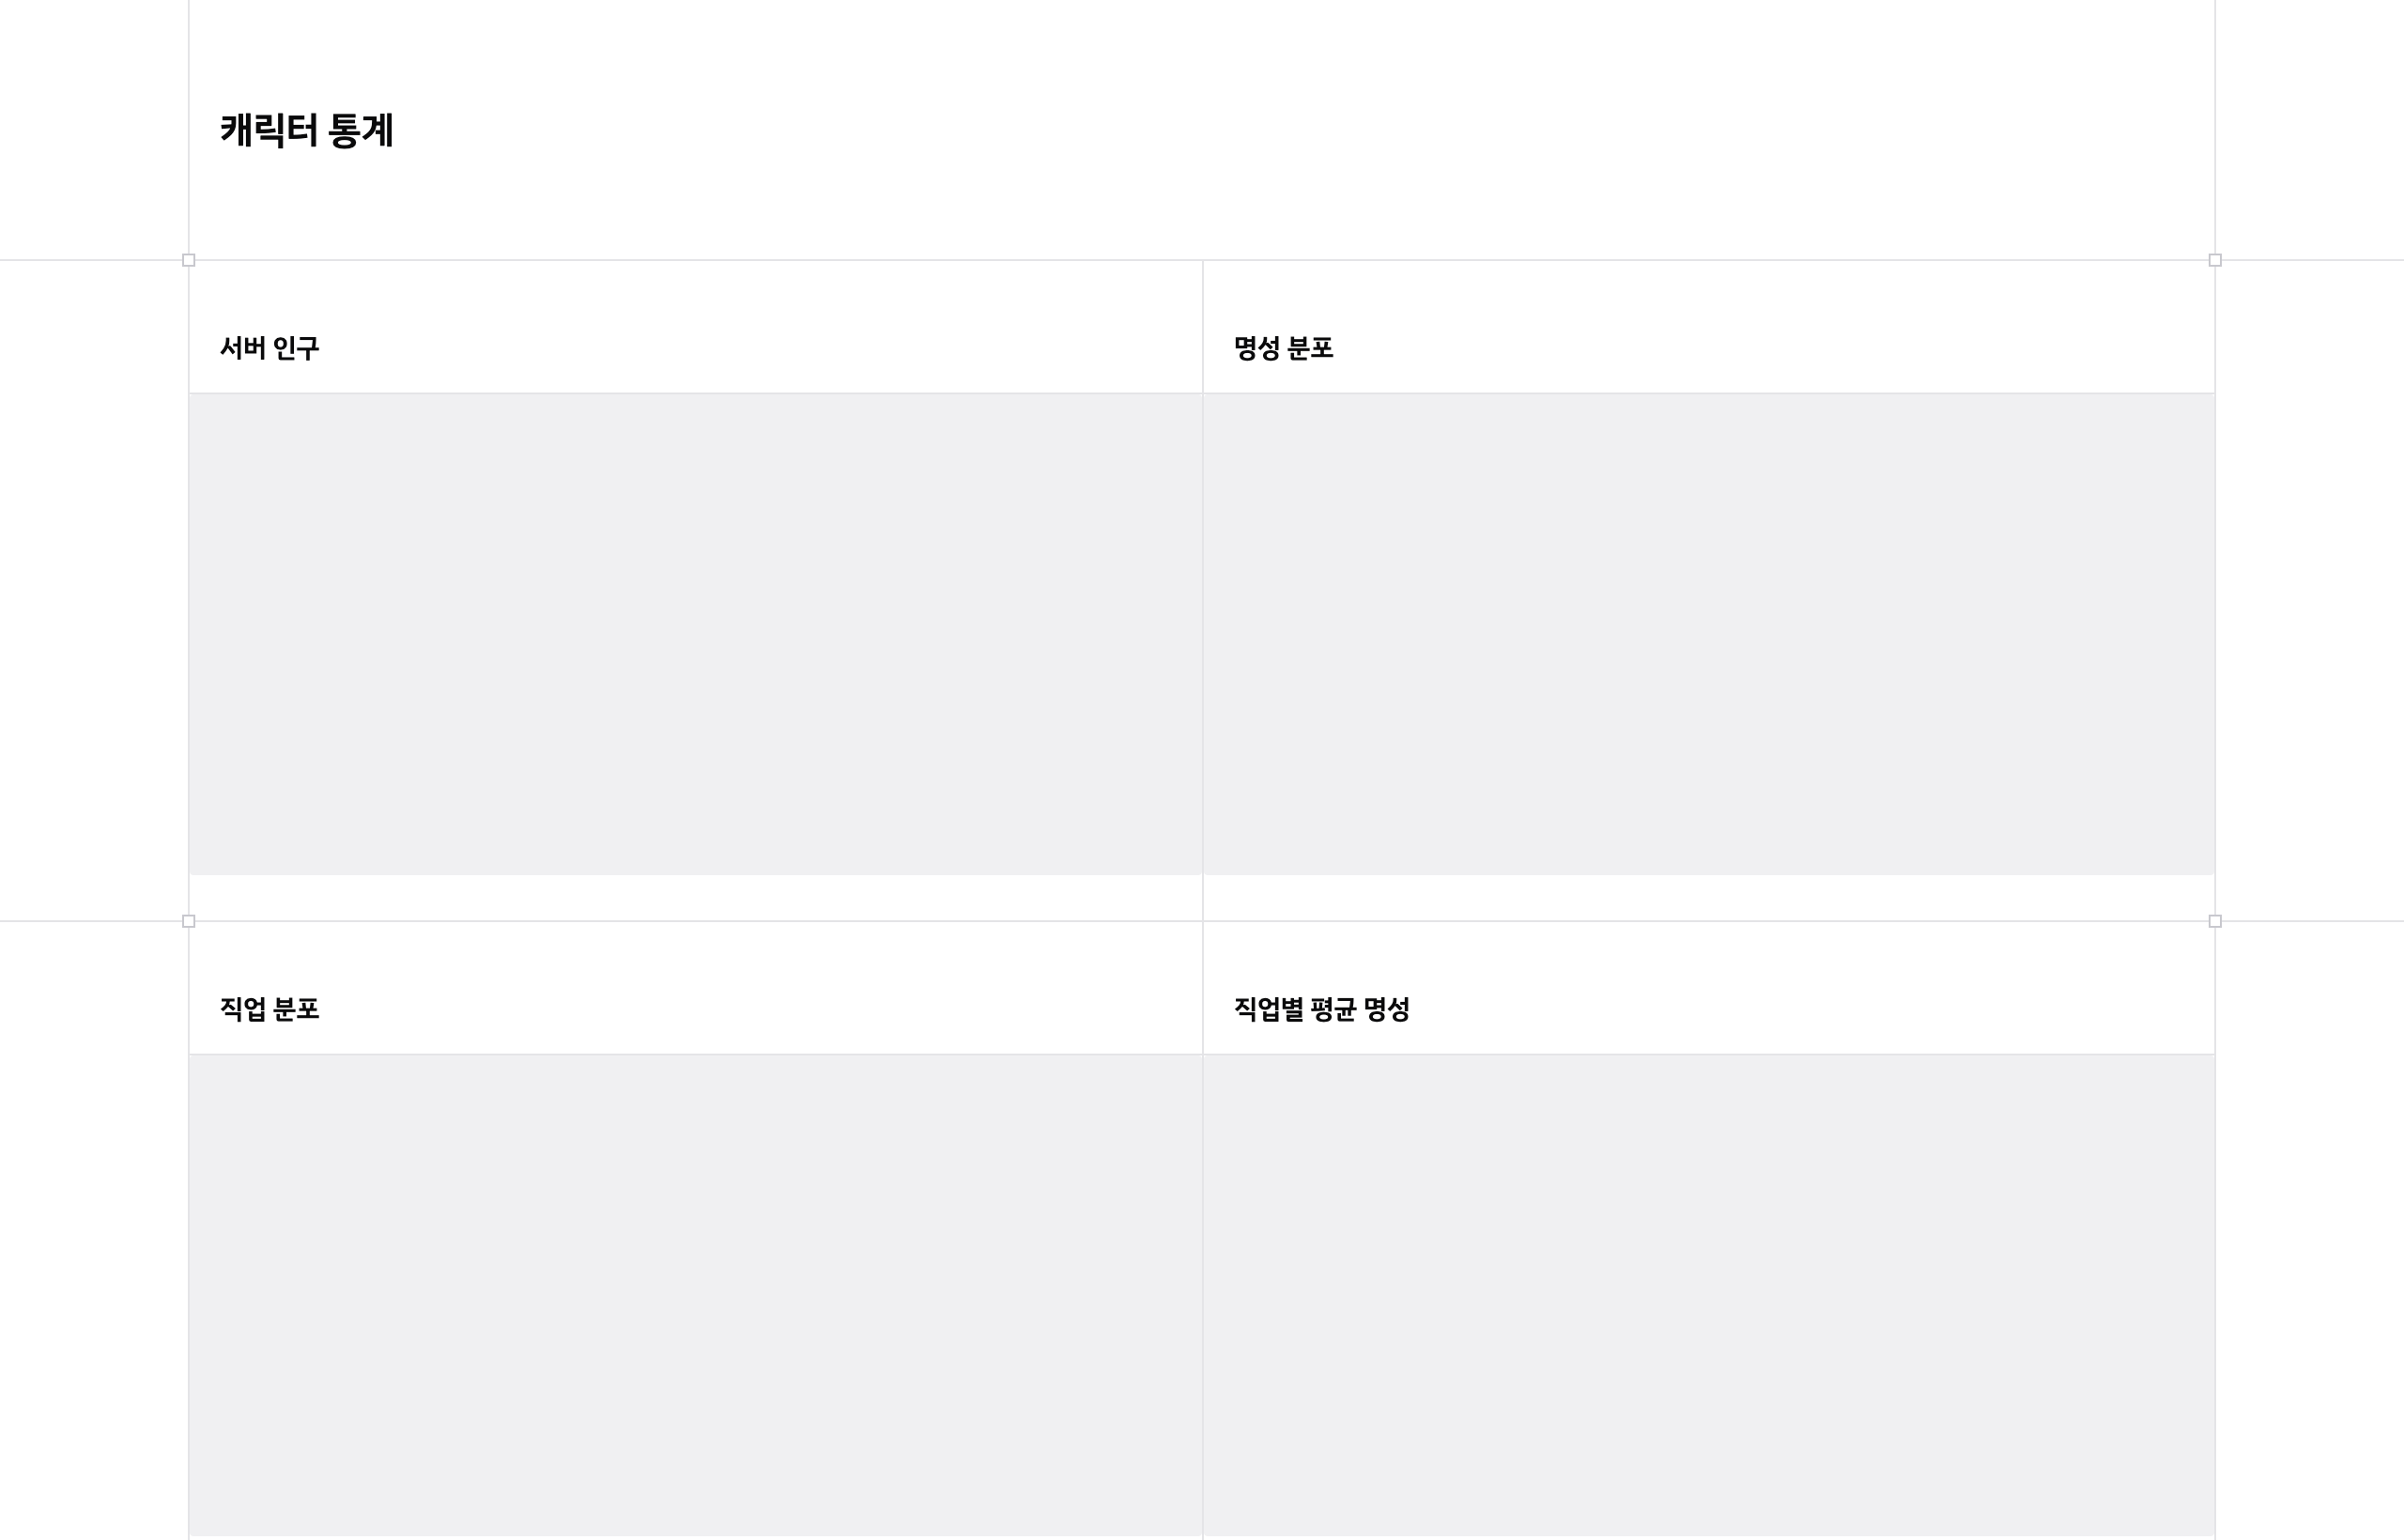 캐릭터 통계
서버 인구
명성 분포
직업 분포
직업별 평균 명성